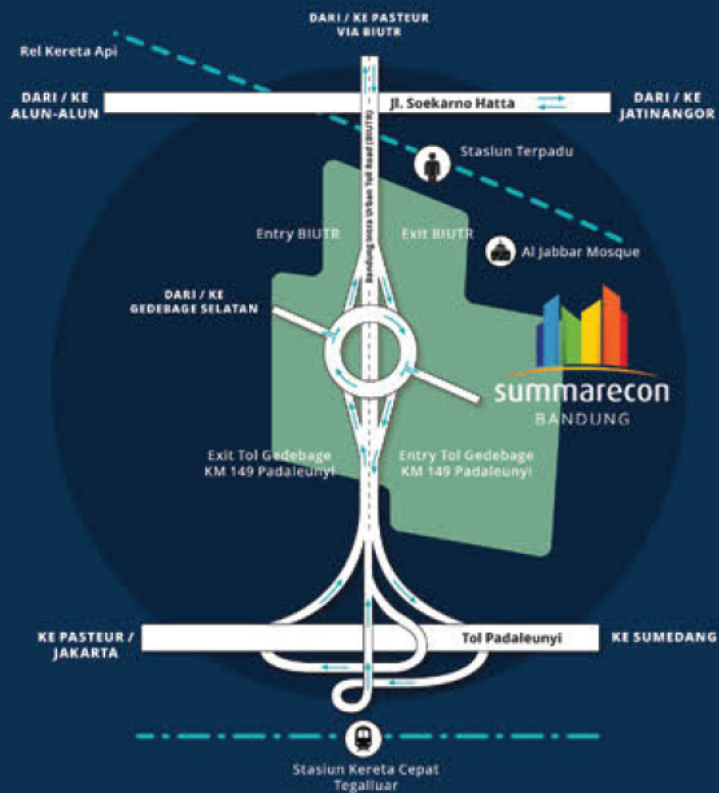 DARI / KE PASTEUR
VIA BIUTR
Rel Kereta Api
DARI / KE
ALUN-ALUN
Jl. Soekarno Hatta
DARI / KE
JATINANGOR
Bandung Intra Urban Toll Road (BIUTR)
Stasiun Terpadu
Entry BIUTR
Exit BIUTR
Al Jabbar Mosque
DARI / KE
GEDEBAGE SELATAN
summarecon
BANDUNG
Exit Tol Gedebage
KM 149 Padaleunyi
Entry Tol Gedebage
KM 149 Padaleunyi
KE PASTEUR /
JAKARTA
Tol Padaleunyi
KE SUMEDANG
Stasiun Kereta Cepat
Tegalluar